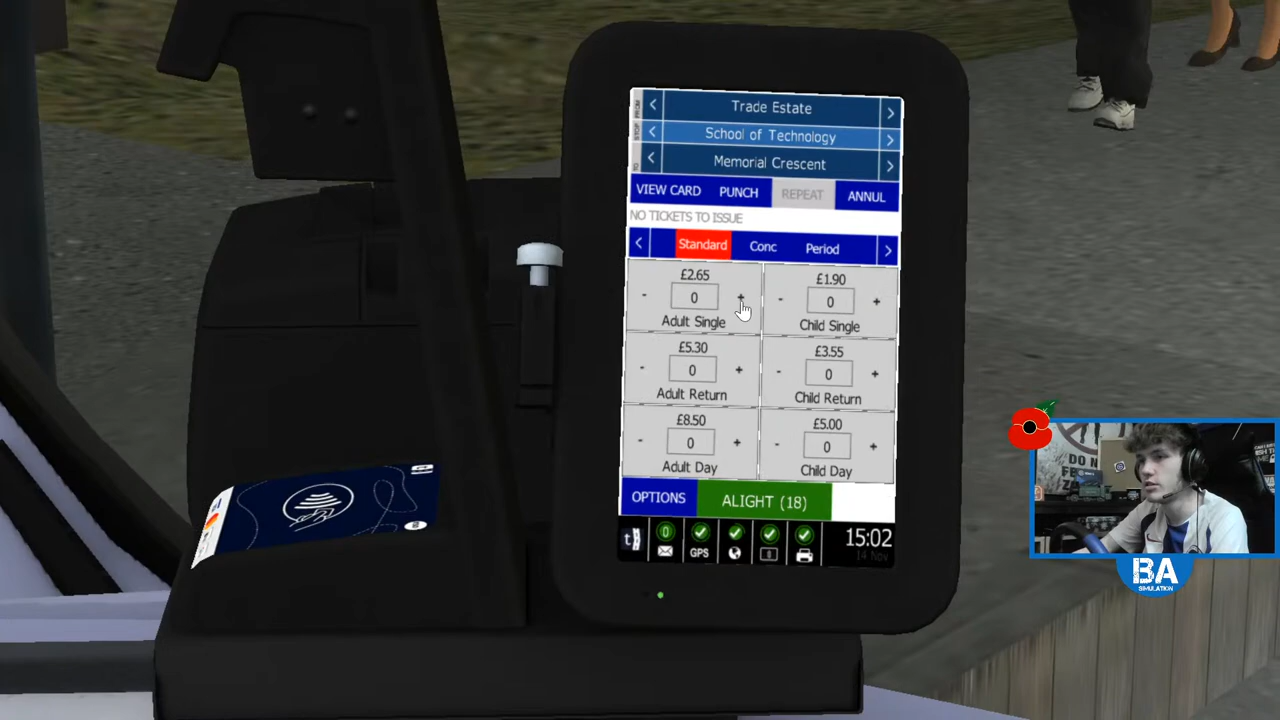 < Trade Estate >
< School of Technology >
< Memorial Crescent >
VIEW CARD PUNCH REPEAT ANNUL
NO TICKETS TO ISSUE
< Standard Conc Period >
£2.65
- 0 +
Adult Single
£1.90
- 0 +
Child Single
£5.30
- 0 +
Adult Return
£3.55
- 0 +
Child Return
£8.50
- 0 +
Adult Day
£5.00
- 0 +
Child Day
OPTIONS ALIGHT (18)
0 GPS 15:02
14 Nov
BA
SIMULATION